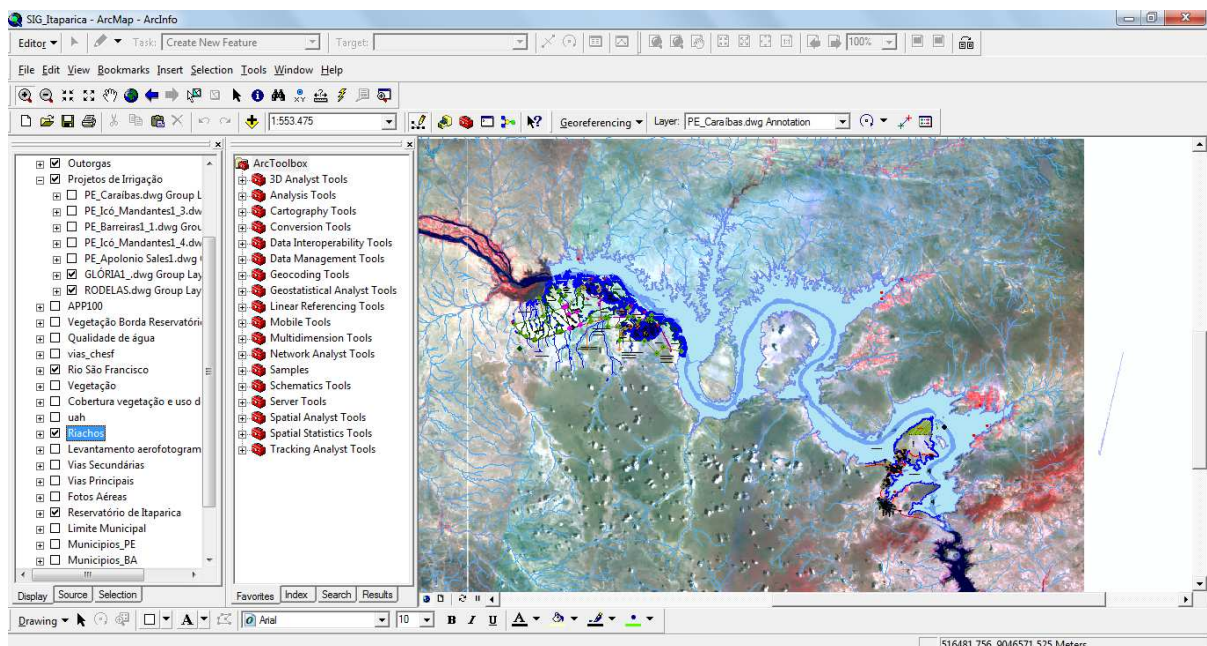 SIG_Itaparica - ArcMap - ArcInfo
Editor Task: Create New Feature Target: 100%
File Edit View Bookmarks Insert Selection Tools Window Help
1:553.475 Georeferencing Layer: PE_Caraíbas.dwg Annotation
Outorgas
Projetos de Irrigação
PE_Caraíbas.dwg Group L
PE_Icó_Mandantes1_3.dw
PE_Barreiras1_1.dwg Grou
PE_Icó_Mandantes1_4.dw
PE_Apolonio Sales1.dwg
GLÓRIA1_.dwg Group Lay
RODELAS.dwg Group Lay
APP100
Vegetação Borda Reservatóri
Qualidade de água
vias_chesf
Rio São Francisco
Vegetação
Cobertura vegetação e uso d
uah
Riachos
Levantamento aerofotogram
Vias Secundárias
Vias Principais
Fotos Aéreas
Reservatório de Itaparica
Limite Municipal
Municipios_PE
Municipios_BA
Display Source Selection
ArcToolbox
3D Analyst Tools
Analysis Tools
Cartography Tools
Conversion Tools
Data Interoperability Tools
Data Management Tools
Geocoding Tools
Geostatistical Analyst Tools
Linear Referencing Tools
Mobile Tools
Multidimension Tools
Network Analyst Tools
Samples
Schematics Tools
Server Tools
Spatial Analyst Tools
Spatial Statistics Tools
Tracking Analyst Tools
Favorites Index Search Results
Drawing A Arial 10 B I U A
516481,756 9046571,525 Meters